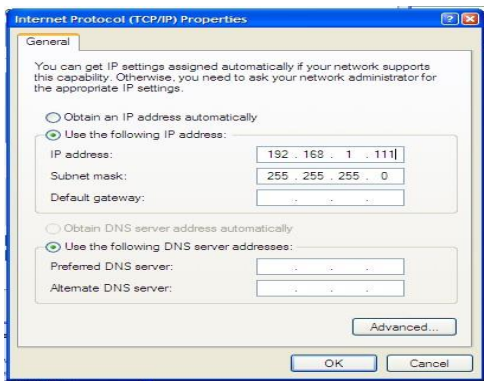 Internet Protocol (TCP/IP) Properties
General
You can get IP settings assigned automatically if your network supports
this capability. Otherwise, you need to ask your network administrator for
the appropriate IP settings.
Obtain an IP address automatically
Use the following IP address:
IP address: 192 . 168 . 1 . 111
Subnet mask: 255 . 255 . 255 . 0
Default gateway: . . .
Obtain DNS server address automatically
Use the following DNS server addresses:
Preferred DNS server: . . .
Alternate DNS server: . . .
Advanced...
OK Cancel